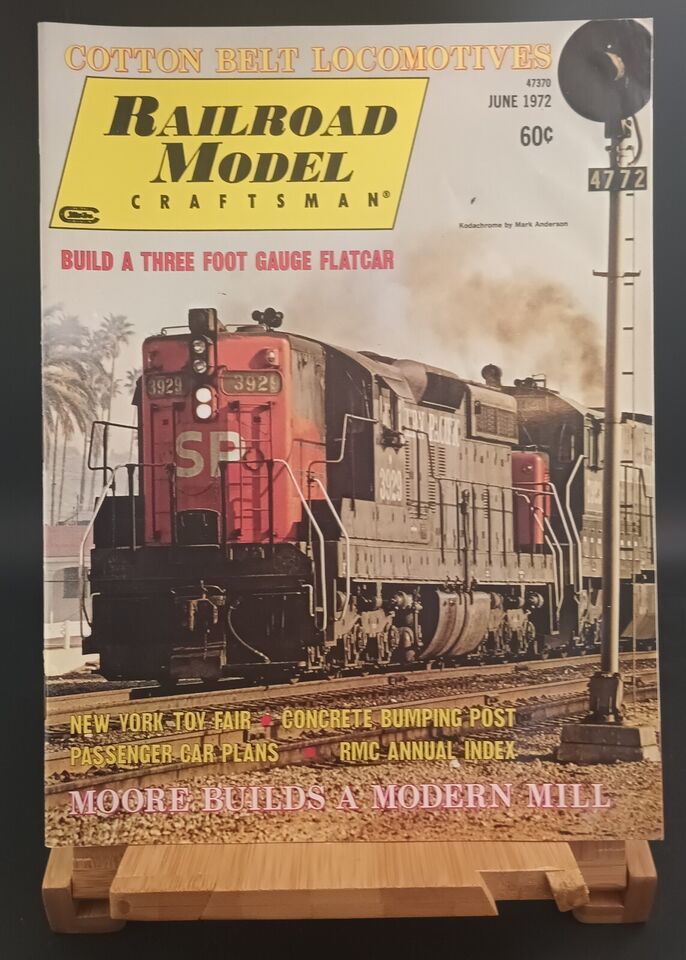 COTTON BELT LOCOMOTIVES
47370
JUNE 1972
60¢
RAILROAD
MODEL
CRAFTSMAN®
4772
Kodachrome by Mark Anderson
BUILD A THREE FOOT GAUGE FLATCAR
3929 3929
SP
3929
NEW YORK TOY FAIR • CONCRETE BUMPING POST
PASSENGER CAR PLANS • RMC ANNUAL INDEX
MOORE BUILDS A MODERN MILL